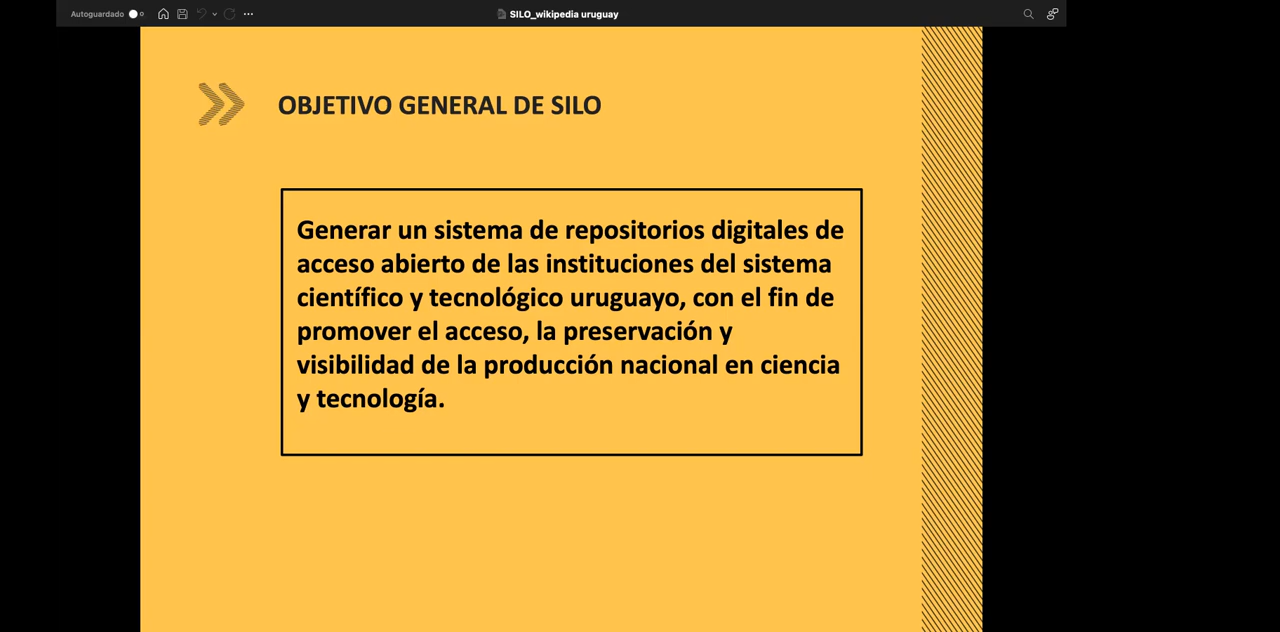 Autoguardado
SILO_wikipedia uruguay
OBJETIVO GENERAL DE SILO
Generar un sistema de repositorios digitales de
acceso abierto de las instituciones del sistema
científico y tecnológico uruguayo, con el fin de
promover el acceso, la preservación y
visibilidad de la producción nacional en ciencia
y tecnología.